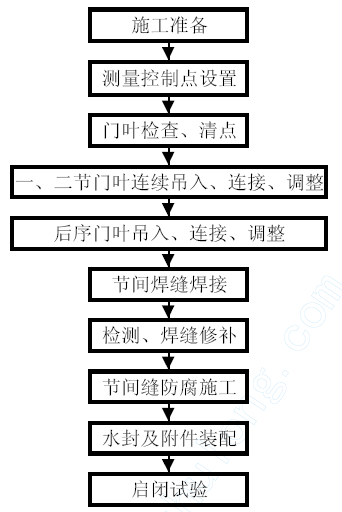 施工准备
测量控制点设置
门叶检查、清点
一、二节门叶连续吊入、连接、调整
后序门叶吊入、连接、调整
节间焊缝焊接
检测、焊缝修补
节间缝防腐施工
水封及附件装配
启闭试验